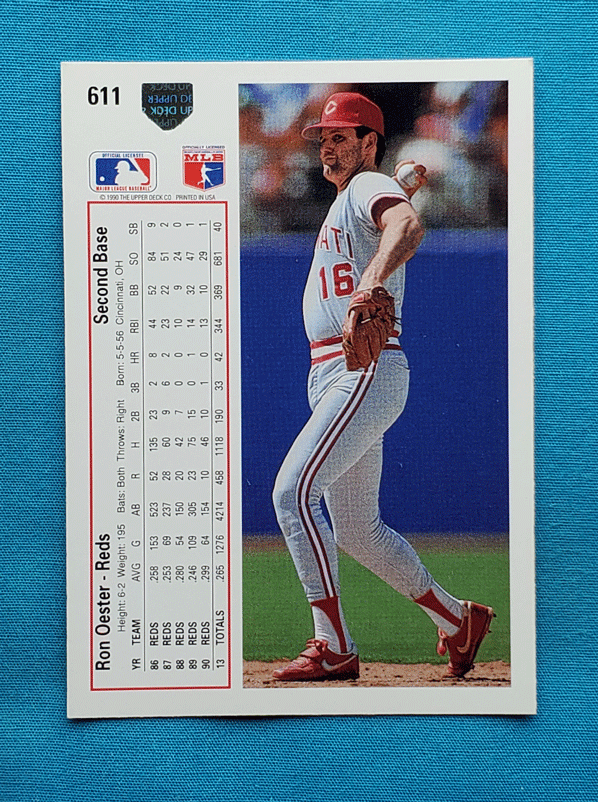 611
UPPER DECK
OFFICIAL LICENSEE
MAJOR LEAGUE BASEBALL
OFFICIALLY LICENSED
MLB
© 1990 THE UPPER DECK CO. PRINTED IN USA
Ron Oester - Reds Second Base
Height: 6-2 Weight: 195 Bats: Both Throws: Right Born: 5-5-56 Cincinnati, OH
YR TEAM AVG G AB R H 2B 3B HR RBI BB SO SB
86 REDS .258 153 523 52 135 23 2 8 44 52 84 9
87 REDS .253 69 237 28 60 9 6 2 23 22 51 2
88 REDS .280 54 150 20 42 7 0 0 10 9 24 0
89 REDS .246 109 305 23 75 15 0 1 14 32 47 1
90 REDS .299 64 154 10 46 10 1 0 13 10 29 1
13 TOTALS .265 1276 4214 458 1118 190 33 42 344 369 681 40
C
NATI
16